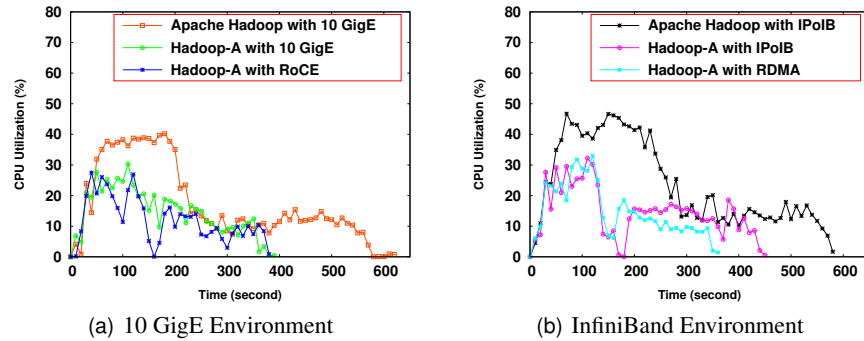 80
70
60
50
40
30
20
10
0
CPU Utilization (%)
Apache Hadoop with 10 GigE
Hadoop-A with 10 GigE
Hadoop-A with RoCE
0 100 200 300 400 500 600
Time (second)
(a) 10 GigE Environment
80
70
60
50
40
30
20
10
0
CPU Utilization (%)
Apache Hadoop with IPoIB
Hadoop-A with IPoIB
Hadoop-A with RDMA
0 100 200 300 400 500 600
Time (second)
(b) InfiniBand Environment